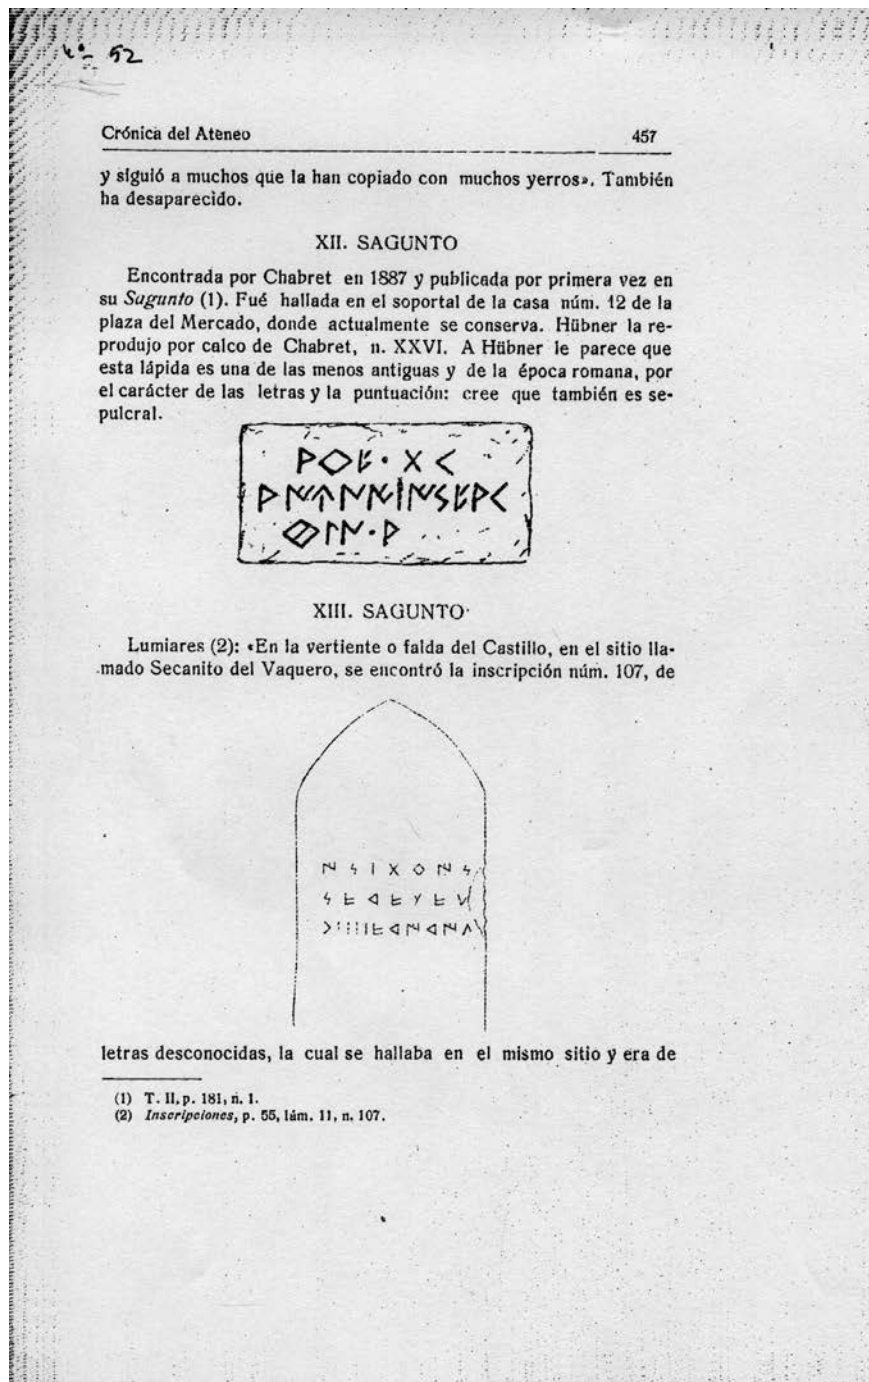 nº 52
Crónica del Ateneo 457
y siguió a muchos que la han copiado con muchos yerros». También
ha desaparecido.
XII. SAGUNTO
Encontrada por Chabret en 1887 y publicada por primera vez en
su Sagunto (1). Fué hallada en el soportal de la casa núm. 12 de la
plaza del Mercado, donde actualmente se conserva. Hübner la re-
produjo por calco de Chabret, n. XXVI. A Hübner le parece que
esta lápida es una de las menos antiguas y de la época romana, por
el carácter de las letras y la puntuación: cree que también es se-
pulcral.
XIII. SAGUNTO
Lumiares (2): «En la vertiente o falda del Castillo, en el sitio lla-
mado Secanito del Vaquero, se encontró la inscripción núm. 107, de
letras desconocidas, la cual se hallaba en el mismo sitio y era de
(1) T. II, p. 181, n. 1.
(2) Inscripciones, p. 55, lám. 11, n. 107.